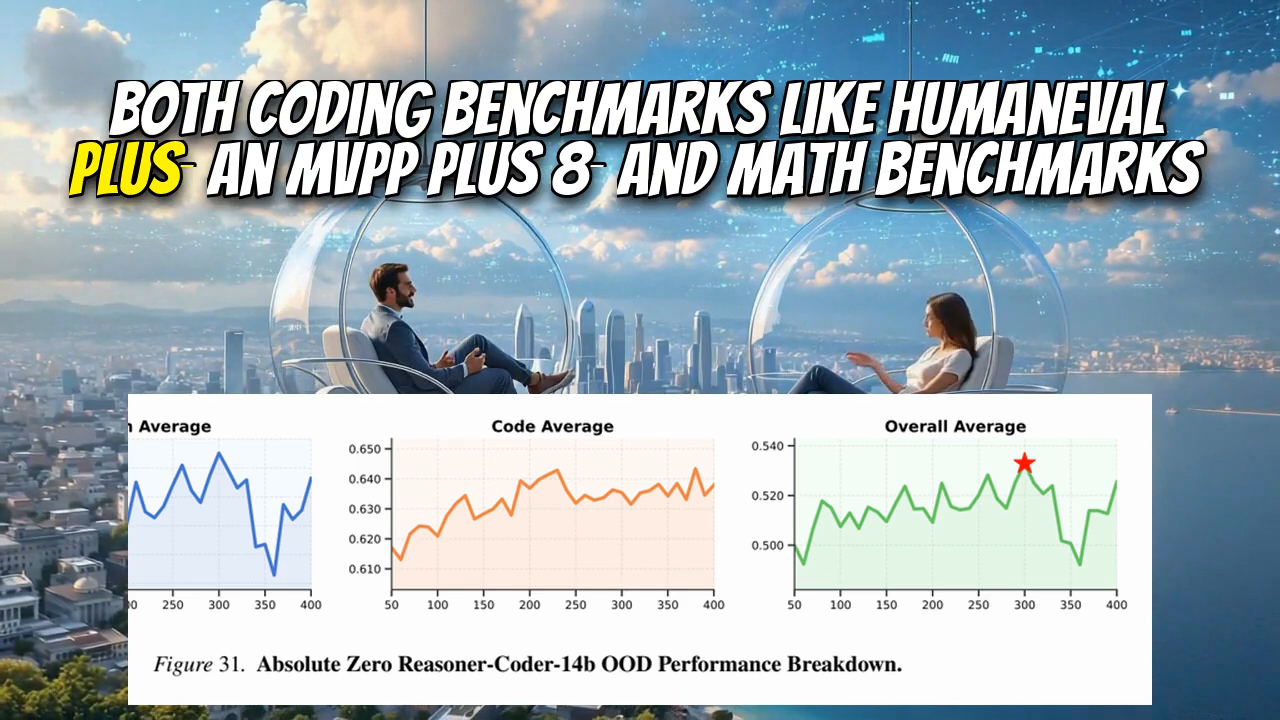 BOTH CODING BENCHMARKS LIKE HUMANEVAL
PLUS- AN MVPP PLUS 8- AND MATH BENCHMARKS
Average
Code Average
Overall Average
0.650
0.640
0.630
0.620
0.610
0.540
0.520
0.500
250 300 350 400
50 100 150 200 250 300 350 400
50 100 150 200 250 300 350 400
Figure 31. Absolute Zero Reasoner-Coder-14b OOD Performance Breakdown.